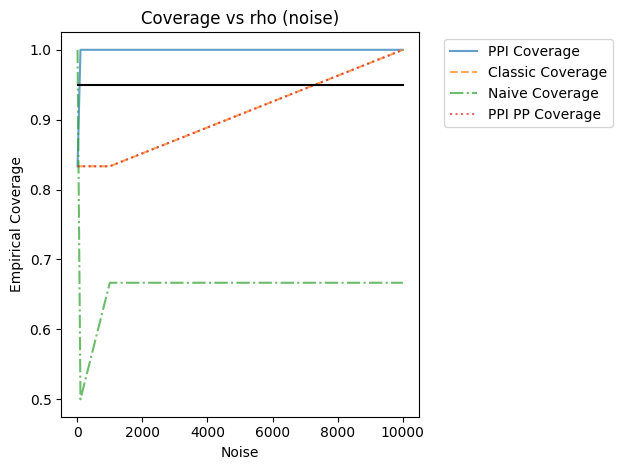 Coverage vs rho (noise)
PPI Coverage
Classic Coverage
Naive Coverage
PPI PP Coverage
Empirical Coverage
1.0
0.9
0.8
0.7
0.6
0.5
0 2000 4000 6000 8000 10000
Noise